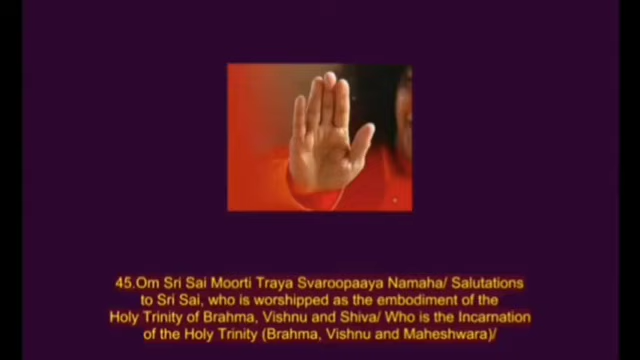 45.Om Sri Sai Moorti Traya Svaroopaaya Namaha/ Salutations
to Sri Sai, who is worshipped as the embodiment of the
Holy Trinity of Brahma, Vishnu and Shiva/ Who is the Incarnation
of the Holy Trinity (Brahma, Vishnu and Maheshwara)/